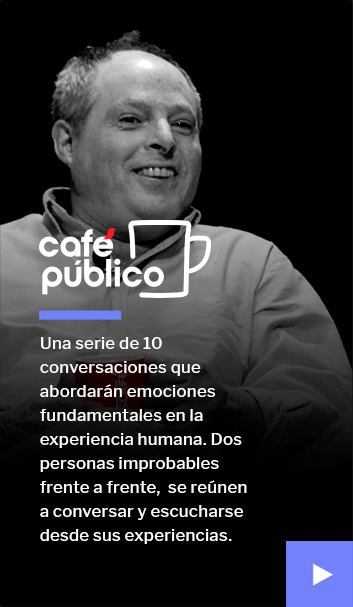 café
público
Una serie de 10
conversaciones que
abordarán emociones
fundamentales en la
experiencia humana. Dos
personas improbables
frente a frente, se reúnen
a conversar y escucharse
desde sus experiencias.